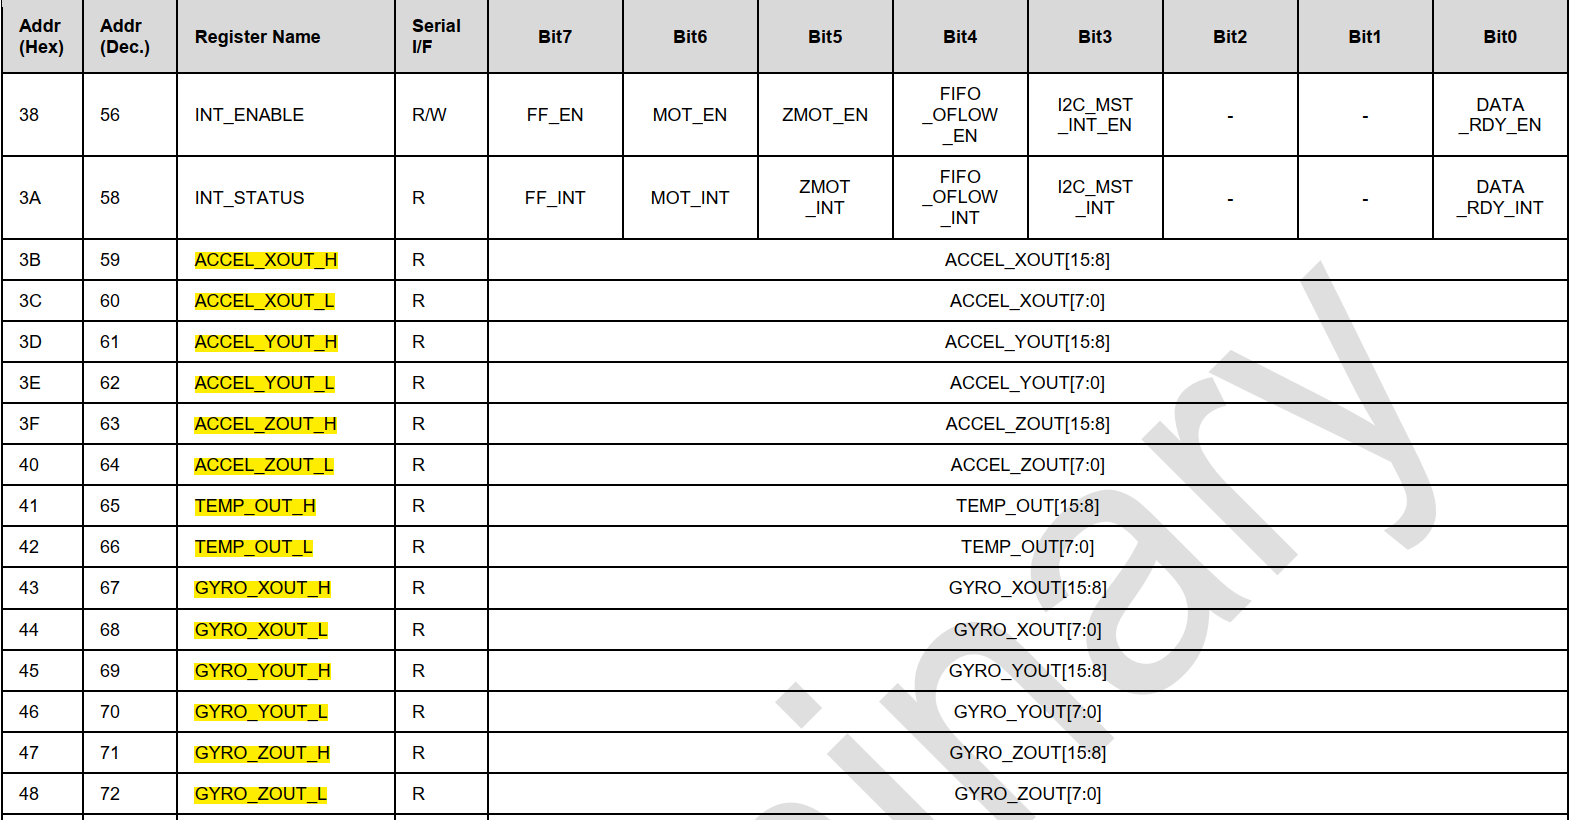 Addr (Hex) Addr (Dec.) Register Name Serial I/F Bit7 Bit6 Bit5 Bit4 Bit3 Bit2 Bit1 Bit0
38 56 INT_ENABLE R/W FF_EN MOT_EN ZMOT_EN FIFO _OFLOW _EN I2C_MST _INT_EN - - DATA _RDY_EN
3A 58 INT_STATUS R FF_INT MOT_INT ZMOT _INT FIFO _OFLOW _INT I2C_MST _INT - - DATA _RDY_INT
3B 59 ACCEL_XOUT_H R ACCEL_XOUT[15:8]
3C 60 ACCEL_XOUT_L R ACCEL_XOUT[7:0]
3D 61 ACCEL_YOUT_H R ACCEL_YOUT[15:8]
3E 62 ACCEL_YOUT_L R ACCEL_YOUT[7:0]
3F 63 ACCEL_ZOUT_H R ACCEL_ZOUT[15:8]
40 64 ACCEL_ZOUT_L R ACCEL_ZOUT[7:0]
41 65 TEMP_OUT_H R TEMP_OUT[15:8]
42 66 TEMP_OUT_L R TEMP_OUT[7:0]
43 67 GYRO_XOUT_H R GYRO_XOUT[15:8]
44 68 GYRO_XOUT_L R GYRO_XOUT[7:0]
45 69 GYRO_YOUT_H R GYRO_YOUT[15:8]
46 70 GYRO_YOUT_L R GYRO_YOUT[7:0]
47 71 GYRO_ZOUT_H R GYRO_ZOUT[15:8]
48 72 GYRO_ZOUT_L R GYRO_ZOUT[7:0]
inary